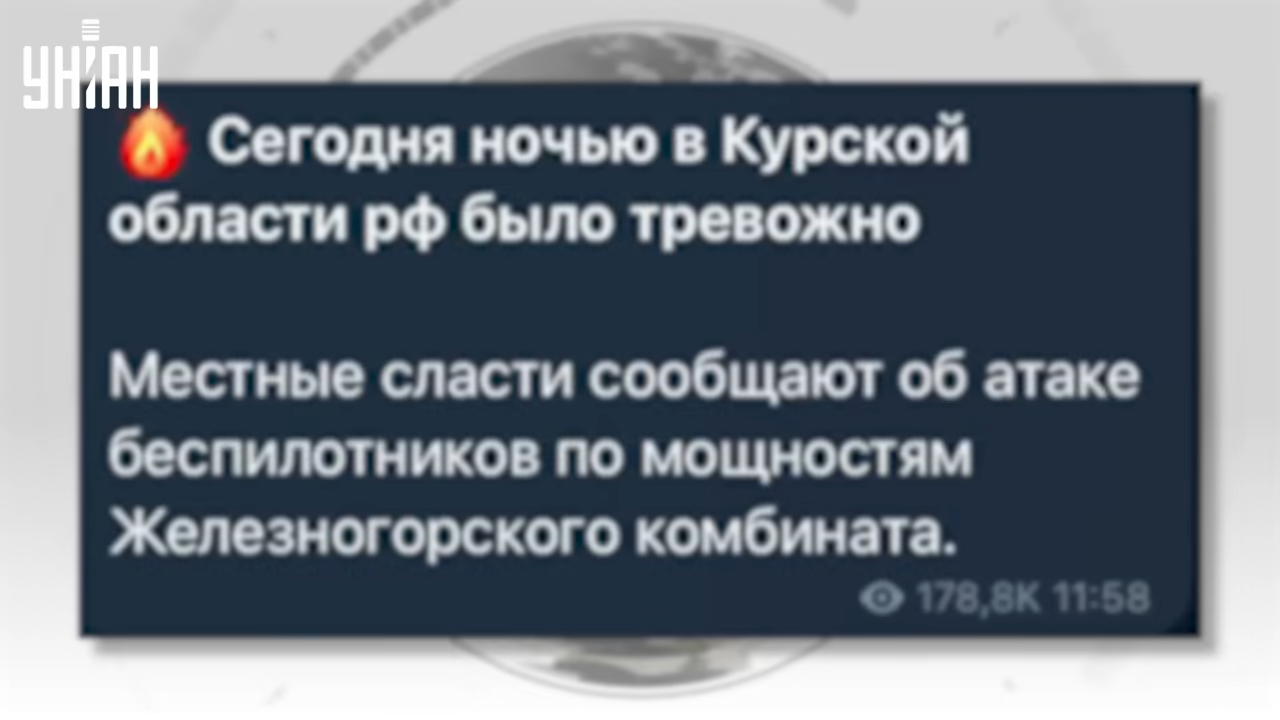 УНІАН
🔥 Сегодня ночью в Курской
области рф было тревожно
Местные сласти сообщают об атаке
беспилотников по мощностям
Железногорского комбината.
178,8K 11:58